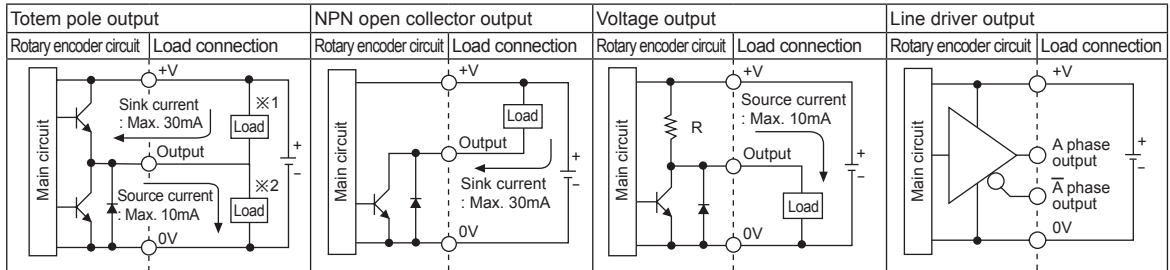 Totem pole output
Rotary encoder circuit
Load connection
Main circuit
+V
Sink current
: Max. 30mA
※1
Load
Output
+
−
※2
Source current
: Max. 10mA
Load
0V
NPN open collector output
Rotary encoder circuit
Load connection
Main circuit
+V
Load
Output
+
−
Sink current
: Max. 30mA
0V
Voltage output
Rotary encoder circuit
Load connection
Main circuit
+V
Source current
: Max. 10mA
R
Output
+
−
Load
0V
Line driver output
Rotary encoder circuit
Load connection
Main circuit
+V
A phase
output
+
−
A̅ phase
output
0V